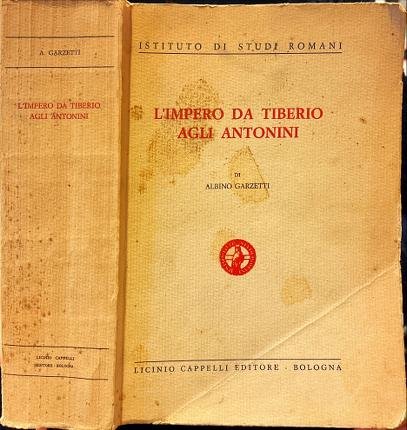 A. GARZETTI
L'IMPERO DA TIBERIO
AGLI ANTONINI
LICINIO CAPPELLI
EDITORE - BOLOGNA
ISTITUTO DI STUDI ROMANI
L'IMPERO DA TIBERIO
AGLI ANTONINI
DI
ALBINO GARZETTI
LICINIO CAPPELLI EDITORE - BOLOGNA